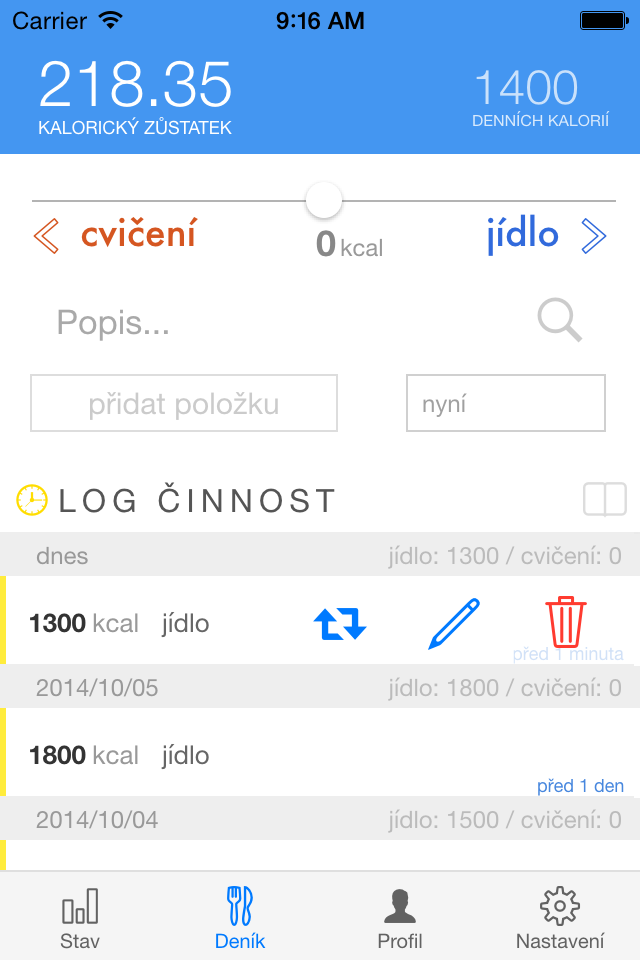 Carrier 9:16 AM
218.35 1400
KALORICKÝ ZŮSTATEK DENNÍCH KALORIÍ
cvičení 0 kcal jídlo
Popis...
přidat položku nyní
LOG ČINNOST
dnes jídlo: 1300 / cvičení: 0
1300 kcal jídlo
před 1 minuta
2014/10/05 jídlo: 1800 / cvičení: 0
1800 kcal jídlo
před 1 den
2014/10/04 jídlo: 1500 / cvičení: 0
Stav Deník Profil Nastavení